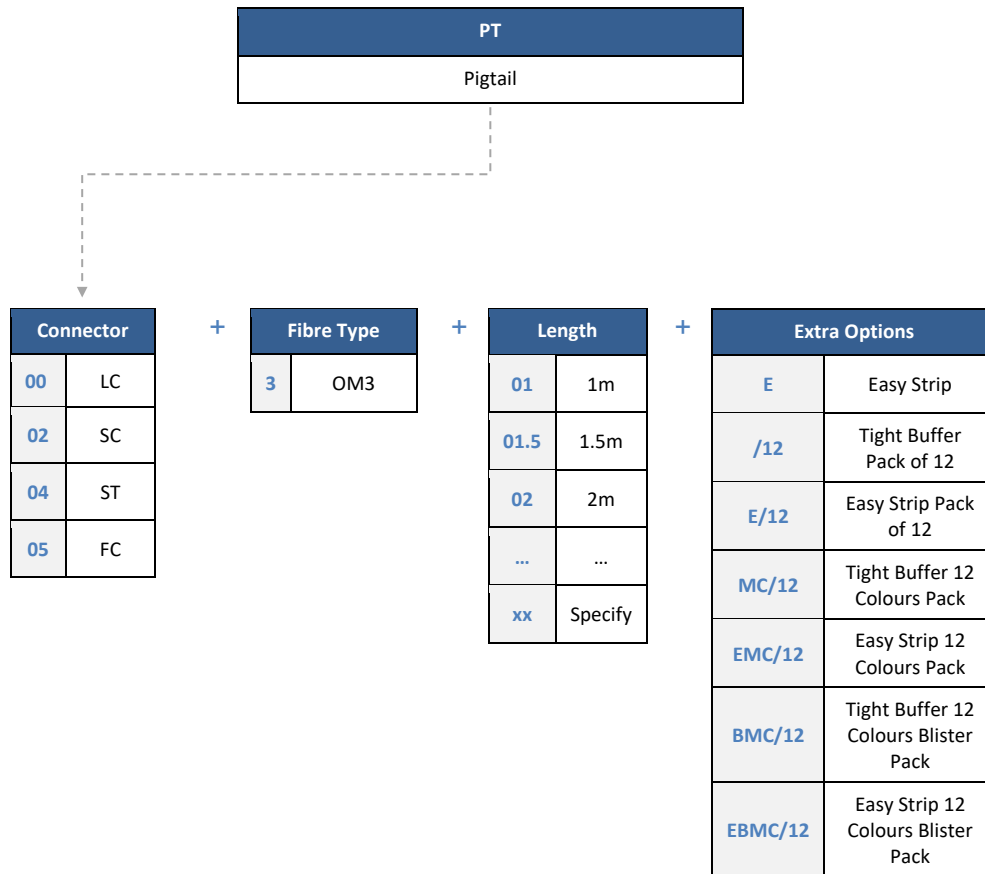 PT
Pigtail
Connector
00 LC
02 SC
04 ST
05 FC
+
Fibre Type
3 OM3
+
Length
01 1m
01.5 1.5m
02 2m
... ...
xx Specify
+
Extra Options
E Easy Strip
/12 Tight Buffer
Pack of 12
E/12 Easy Strip Pack
of 12
MC/12 Tight Buffer 12
Colours Pack
EMC/12 Easy Strip 12
Colours Pack
BMC/12 Tight Buffer 12
Colours Blister
Pack
EBMC/12 Easy Strip 12
Colours Blister
Pack